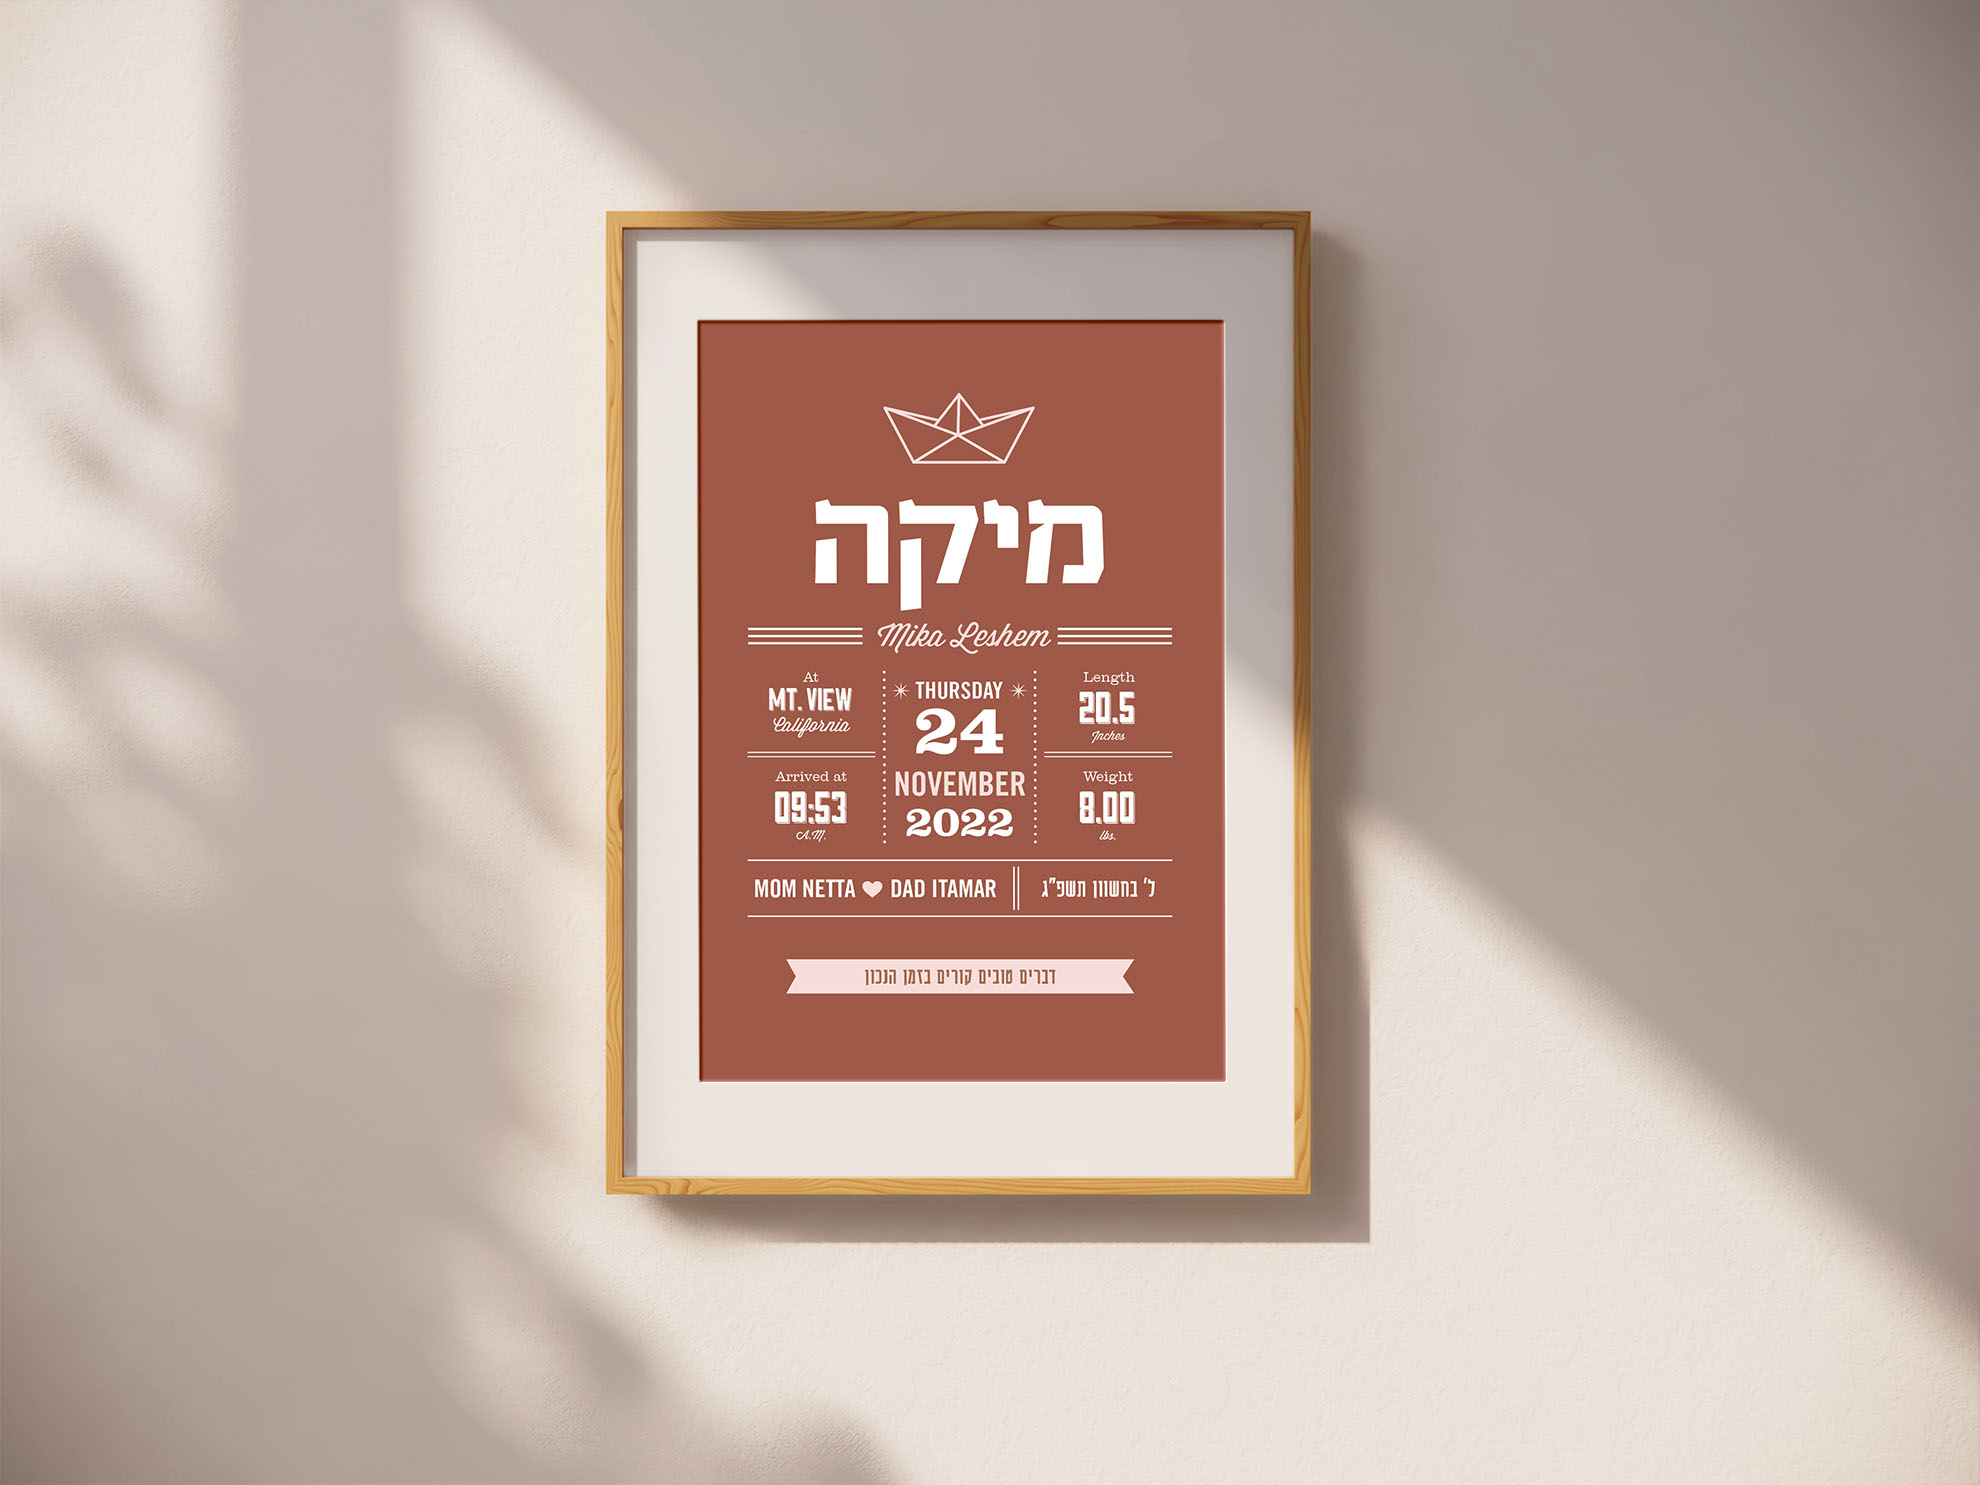 מיקה
Mika Leshem
At
MT. VIEW
California
Arrived at
09:53
A.M.
THURSDAY
24
NOVEMBER
2022
Length
20.5
Inches
Weight
8.00
lbs.
MOM NETTA ♥ DAD ITAMAR
ל' בחשוון תשפ"ג
דברים טובים קורים בזמן הנכון